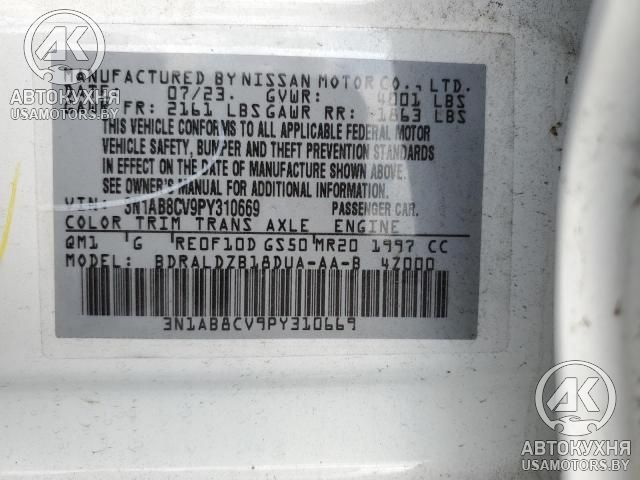 MANUFACTURED BY NISSAN MOTOR CO., LTD.
07/23. GVWR: 4001 LBS
FR: 2161 LBS GAWR RR: 1863 LBS
THIS VEHICLE CONFORMS TO ALL APPLICABLE FEDERAL MOTOR
VEHICLE SAFETY, BUMPER AND THEFT PREVENTION STANDARDS
IN EFFECT ON THE DATE OF MANUFACTURE SHOWN ABOVE.
SEE OWNER'S MANUAL FOR ADDITIONAL INFORMATION.
VIN: 3N1AB8CV9PY310669 PASSENGER CAR.
COLOR TRIM TRANS AXLE ENGINE
QM1 G RE0F10D GS50 MR20 1997 CC
MODEL: BDRALDZB18DUA-AA-B 4Z000
3N1AB8CV9PY310669
AK
АВТОКУХНЯ
USAMOTORS.BY
AK
АВТОКУХНЯ
USAMOTORS.BY